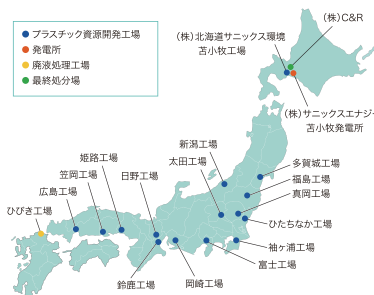 プラスチック資源開発工場
発電所
廃液処理工場
最終処分場
(株)C&R
(株)北海道サニックス環境
苫小牧工場
(株)サニックスエナジー
苫小牧発電所
新潟工場
太田工場
多賀城工場
福島工場
真岡工場
ひたちなか工場
袖ヶ浦工場
富士工場
岡崎工場
鈴鹿工場
日野工場
姫路工場
笠岡工場
広島工場
ひびき工場